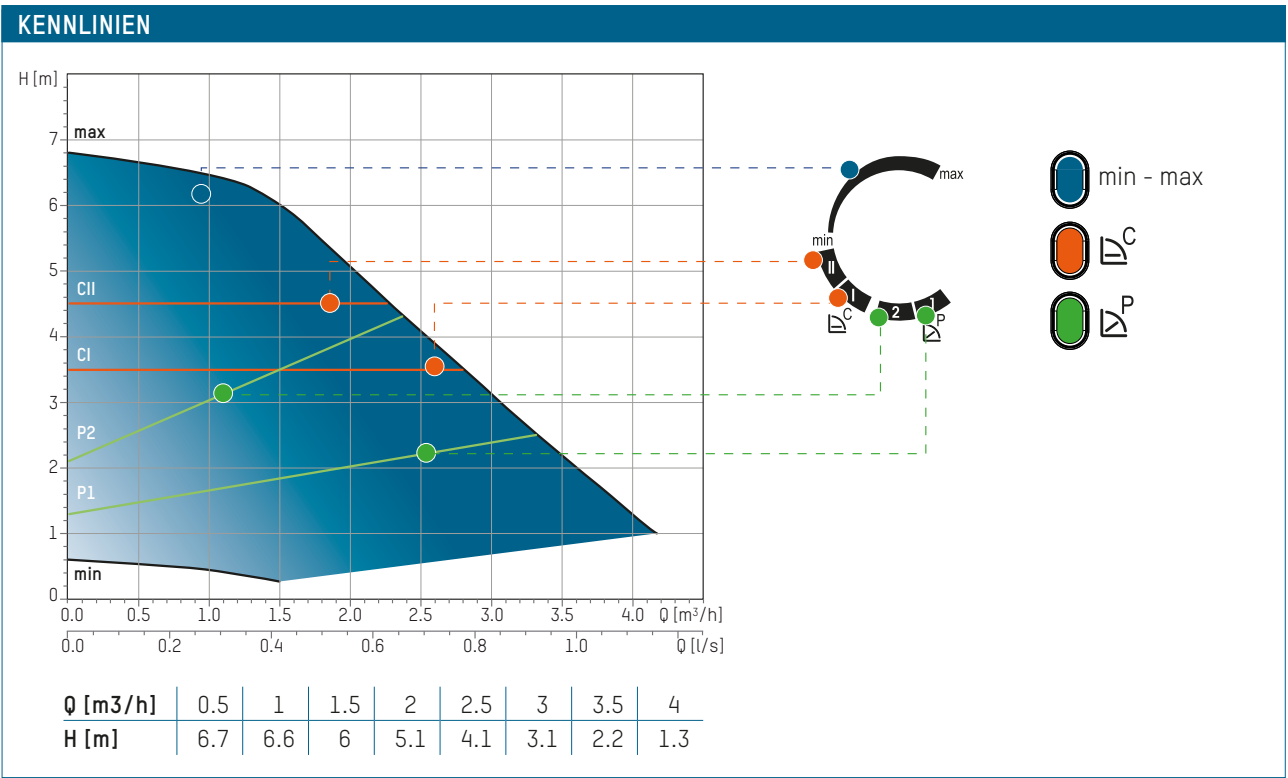 KENNLINIEN
H [m]
7
6
5
4
3
2
1
0
max
CII
CI
P2
P1
min
0.0 0.5 1.0 1.5 2.0 2.5 3.0 3.5 4.0 Q [m³/h]
0.0 0.2 0.4 0.6 0.8 1.0 Q [l/s]
max
min
II
I
C
2
1
P
min - max
C
P
Q [m3/h] 0.5 1 1.5 2 2.5 3 3.5 4
H [m] 6.7 6.6 6 5.1 4.1 3.1 2.2 1.3